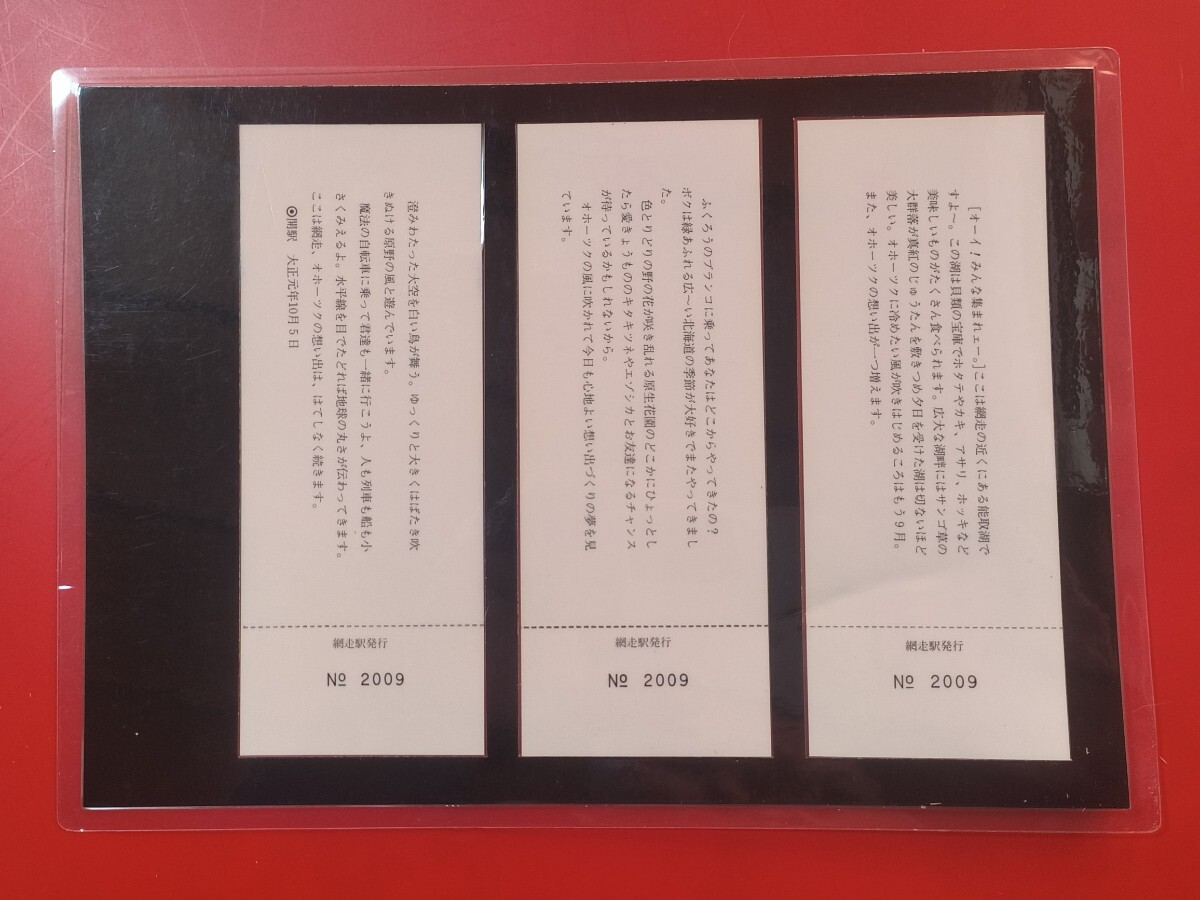 ［オーイ！みんな集まれェー。］ここは網走の近くにある能取湖で
すよ〜。この湖は貝類の宝庫でホタテやカキ、アサリ、ホッキなど
美味しいものがたくさん食べられます。広大な湖畔にはサンゴ草の
大群落が真紅のじゅうたんを敷きつめ夕日を受けた湖は切ないほど
美しい。オホーツクに冷めたい風が吹きはじめるころはもう９月。
また、オホーツクの想い出が一つ増えます。
網走駅発行
№ 2009
ふくろうのブランコに乗ってあなたはどこからやってきたの？
ボクは緑あふれる広〜い北海道の季節が大好きでまたやってきまし
た。
色とりどりの野の花が咲き乱れる原生花園のどこかにひょっとし
たら愛きょうもののキタキツネやエゾシカとお友達になるチャンス
が待っているかもしれないから。
オホーツクの風に吹かれて今日も心地よい想い出づくりの夢を見
ています。
網走駅発行
№ 2009
澄みわたった大空を白い鳥が舞う。ゆっくりと大きくはばたき吹
きぬける原野の風と遊んでいます。
魔法の自転車に乗って君達も一緒に行こうよ、人も列車も船も小
さくみえるよ。水平線を目でたどれば地球の丸さが伝わってきます。
ここは網走、オホーツクの想い出は、はてしなく続きます。
◎開駅　大正元年10月５日
網走駅発行
№ 2009